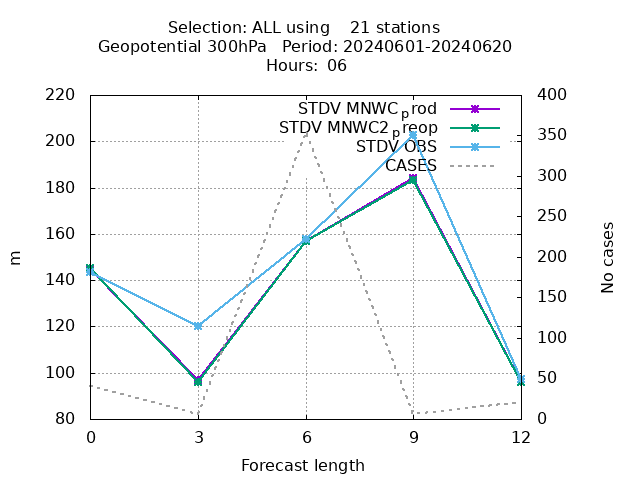 Selection: ALL using 21 stations
Geopotential 300hPa Period: 20240601-20240620
Hours: 06
STDV MNWC_prod
STDV MNWC2_preop
STDV OBS
CASES
220
200
180
160
140
120
100
80
m
400
350
300
250
200
150
100
50
0
No cases
0 3 6 9 12
Forecast length